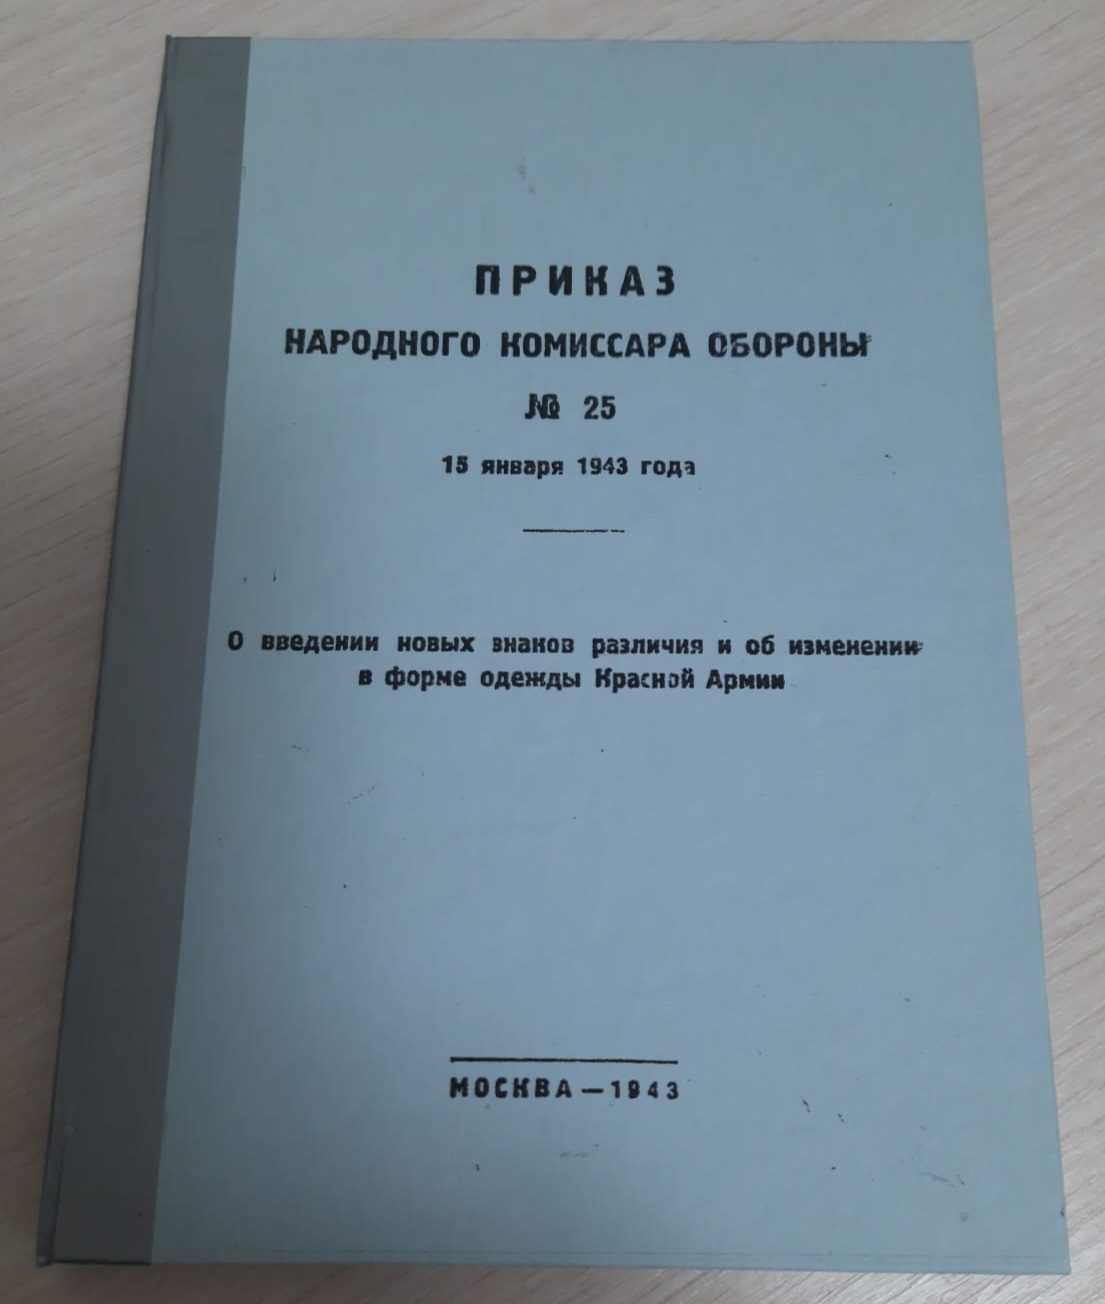 ПРИКАЗ
НАРОДНОГО КОМИССАРА ОБОРОНЫ
№ 25
15 января 1943 года
О введении новых знаков различия и об изменении
в форме одежды Красной Армии
МОСКВА — 1943